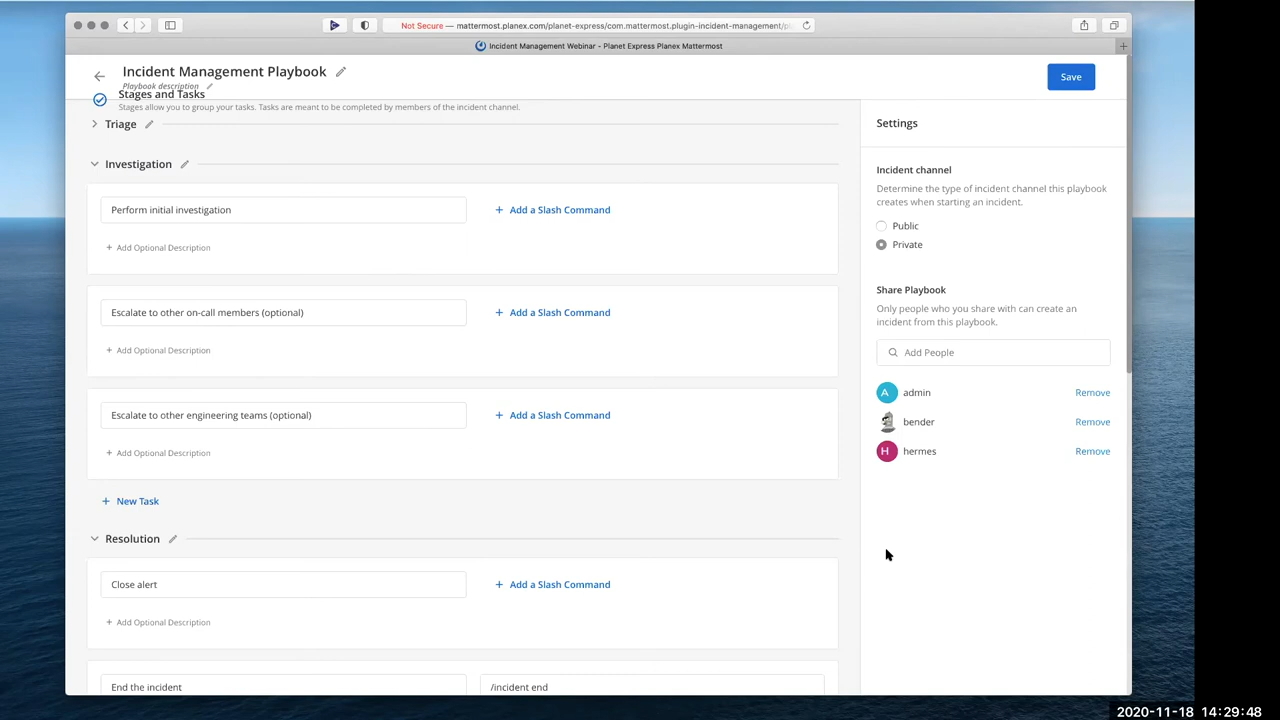 Not Secure — mattermost.planex.com/planet-express/com.mattermost.plugin-incident-management/
Incident Management Webinar - Planet Express Planex Mattermost
Incident Management Playbook
Save
Playbook description
Stages and Tasks
Stages allow you to group your tasks. Tasks are meant to be completed by members of the incident channel.
Triage
Investigation
Perform initial investigation
+ Add a Slash Command
+ Add Optional Description
Escalate to other on-call members (optional)
+ Add a Slash Command
+ Add Optional Description
Escalate to other engineering teams (optional)
+ Add a Slash Command
+ Add Optional Description
+ New Task
Resolution
Close alert
+ Add a Slash Command
+ Add Optional Description
End the incident
/incident end
Settings
Incident channel
Determine the type of incident channel this playbook
creates when starting an incident.
Public
Private
Share Playbook
Only people who you share with can create an
incident from this playbook.
Add People
A admin Remove
bender Remove
H hermes Remove
2020-11-18 14:29:48